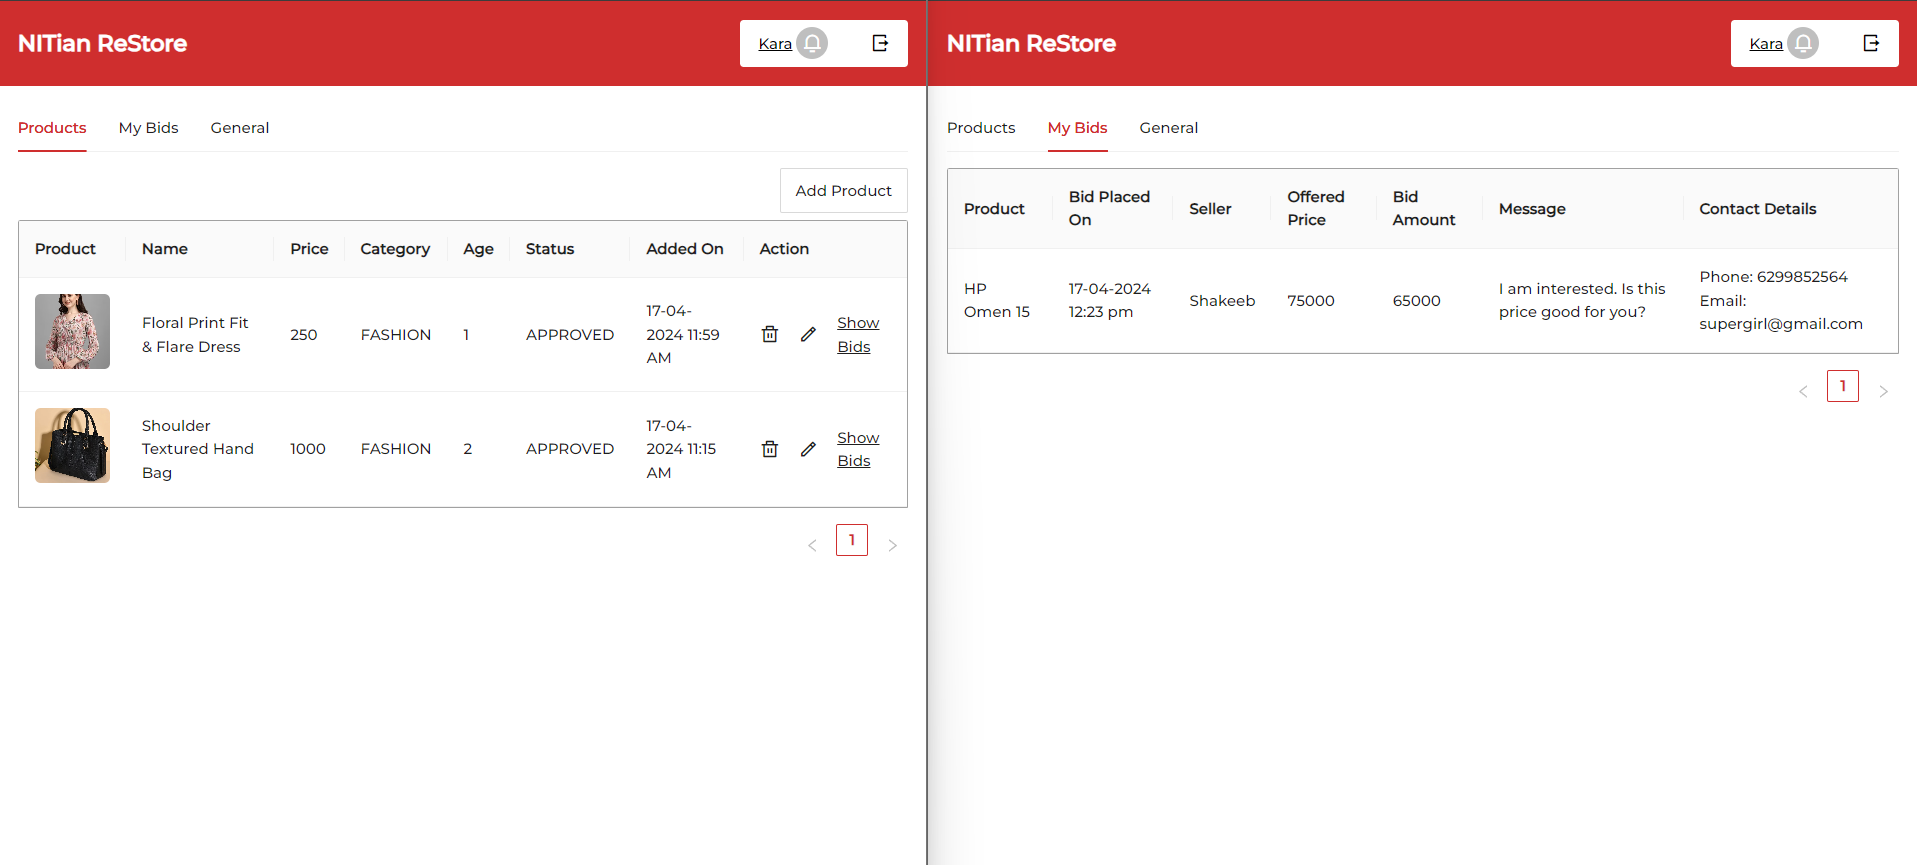 NITian ReStore
Kara
Products
My Bids
General
Add Product
Product
Name
Price
Category
Age
Status
Added On
Action
Floral Print Fit
& Flare Dress
250
FASHION
1
APPROVED
17-04-
2024 11:59
AM
Show
Bids
Shoulder
Textured Hand
Bag
1000
FASHION
2
APPROVED
17-04-
2024 11:15
AM
Show
Bids
<
1
>
NITian ReStore
Kara
Products
My Bids
General
Product
Bid Placed
On
Seller
Offered
Price
Bid
Amount
Message
Contact Details
HP
Omen 15
17-04-2024
12:23 pm
Shakeeb
75000
65000
I am interested. Is this
price good for you?
Phone: 6299852564
Email:
supergirl@gmail.com
<
1
>